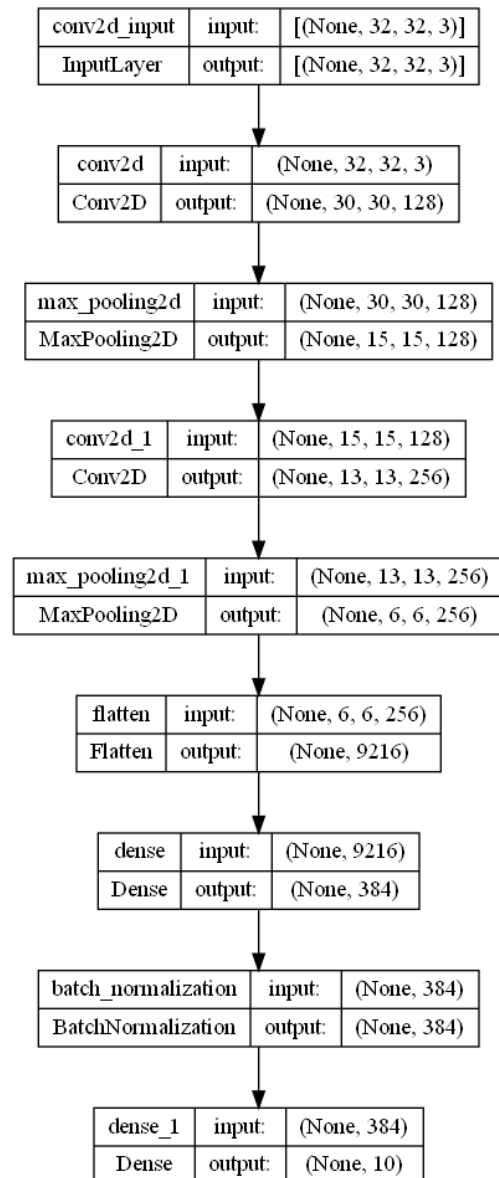 conv2d_input input: [(None, 32, 32, 3)]
InputLayer output: [(None, 32, 32, 3)]
conv2d input: (None, 32, 32, 3)
Conv2D output: (None, 30, 30, 128)
max_pooling2d input: (None, 30, 30, 128)
MaxPooling2D output: (None, 15, 15, 128)
conv2d_1 input: (None, 15, 15, 128)
Conv2D output: (None, 13, 13, 256)
max_pooling2d_1 input: (None, 13, 13, 256)
MaxPooling2D output: (None, 6, 6, 256)
flatten input: (None, 6, 6, 256)
Flatten output: (None, 9216)
dense input: (None, 9216)
Dense output: (None, 384)
batch_normalization input: (None, 384)
BatchNormalization output: (None, 384)
dense_1 input: (None, 384)
Dense output: (None, 10)